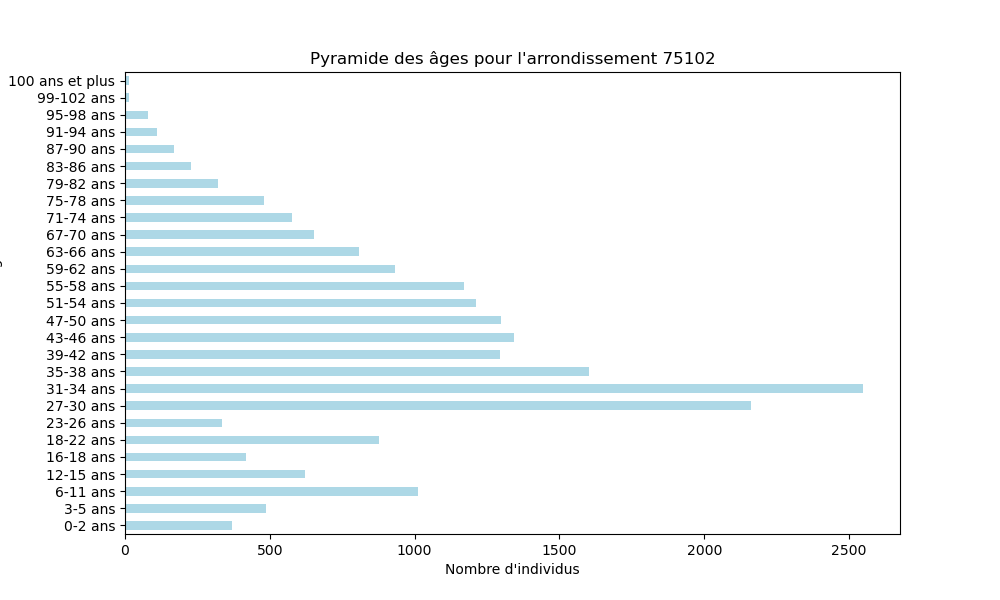 Pyramide des âges pour l'arrondissement 75102
100 ans et plus
99-102 ans
95-98 ans
91-94 ans
87-90 ans
83-86 ans
79-82 ans
75-78 ans
71-74 ans
67-70 ans
63-66 ans
59-62 ans
55-58 ans
51-54 ans
47-50 ans
43-46 ans
39-42 ans
35-38 ans
31-34 ans
27-30 ans
23-26 ans
18-22 ans
16-18 ans
12-15 ans
6-11 ans
3-5 ans
0-2 ans
0 500 1000 1500 2000 2500
Nombre d'individus